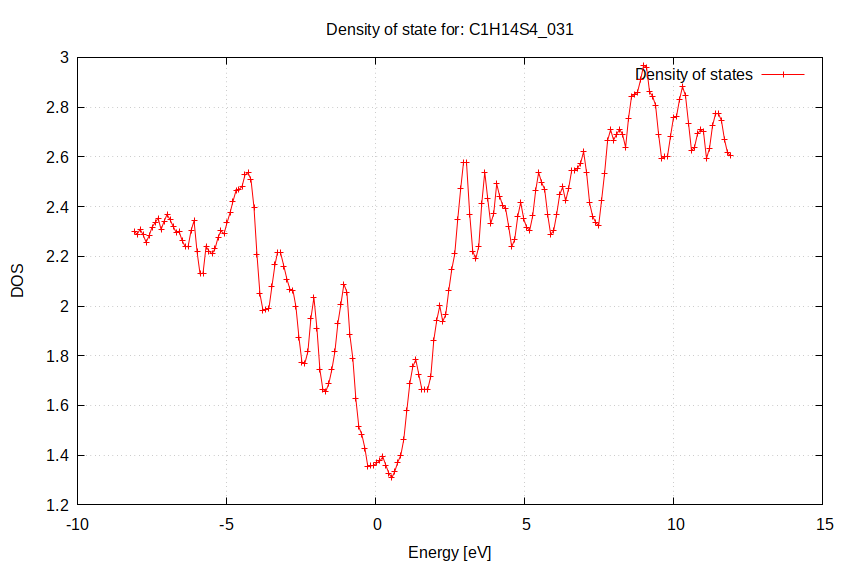 Density of state for: C1H14S4_031
Density of states
3
2.8
2.6
2.4
2.2
2
1.8
1.6
1.4
1.2
DOS
-10 -5 0 5 10 15
Energy [eV]